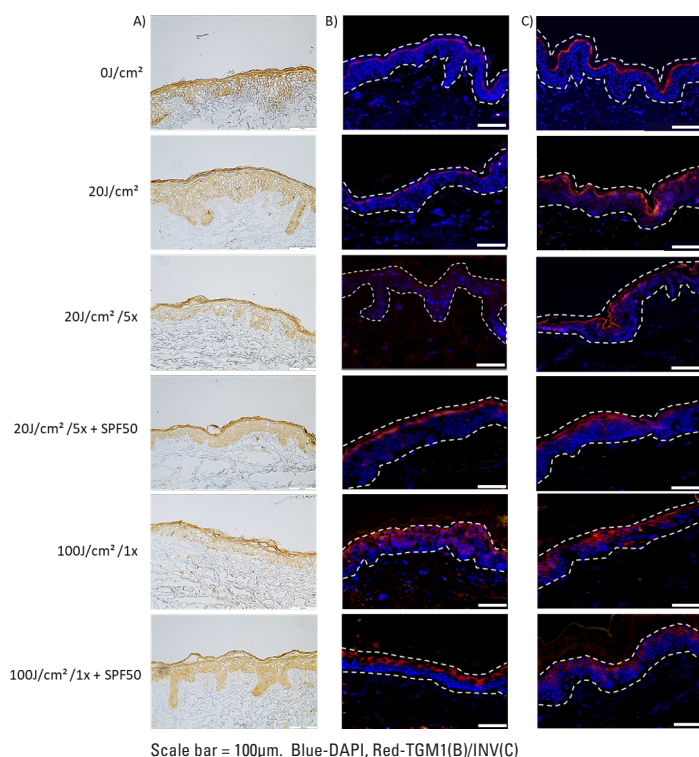 A) B) C)
0J/cm²
20J/cm²
20J/cm²/5x
20J/cm²/5x + SPF50
100J/cm²/1x
100J/cm²/1x + SPF50
Scale bar = 100µm. Blue-DAPI, Red-TGM1(B)/INV(C)